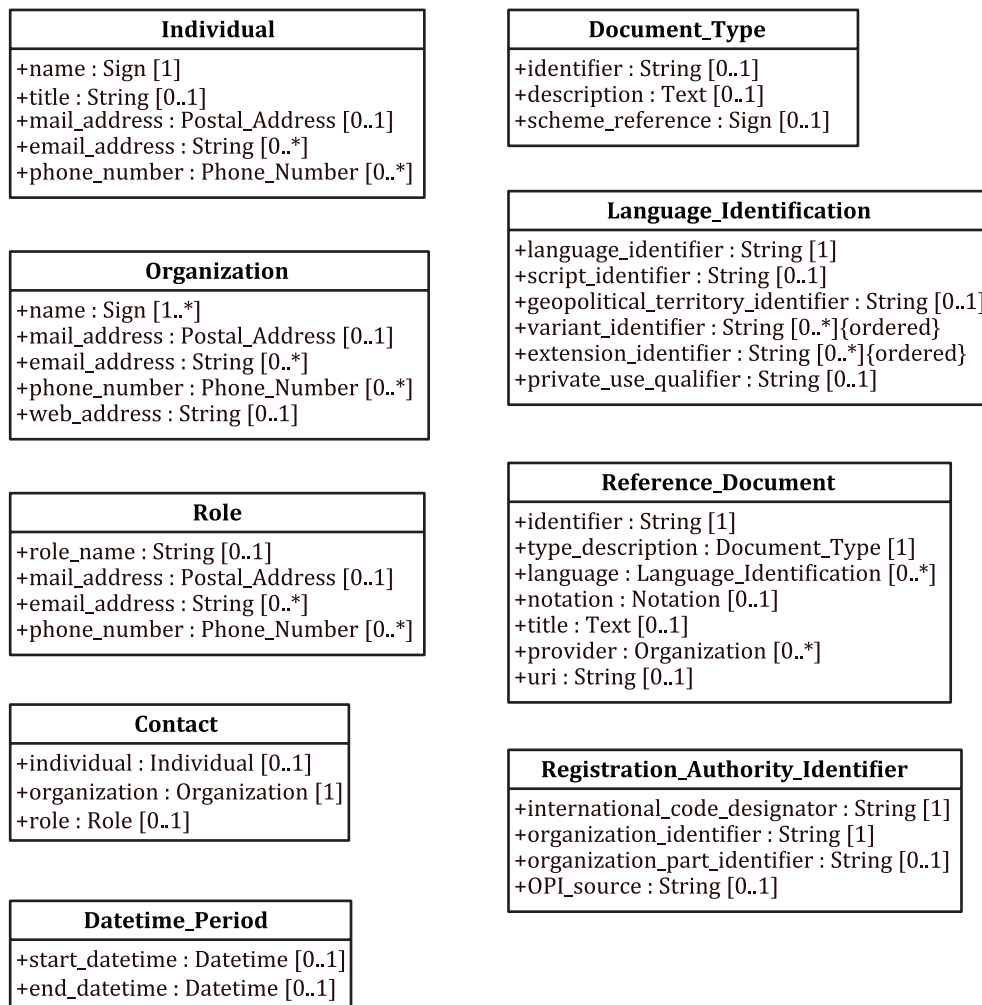 Individual
+name : Sign [1]
+title : String [0..1]
+mail_address : Postal_Address [0..1]
+email_address : String [0..*]
+phone_number : Phone_Number [0..*]
Organization
+name : Sign [1..*]
+mail_address : Postal_Address [0..1]
+email_address : String [0..*]
+phone_number : Phone_Number [0..*]
+web_address : String [0..1]
Role
+role_name : String [0..1]
+mail_address : Postal_Address [0..1]
+email_address : String [0..*]
+phone_number : Phone_Number [0..*]
Contact
+individual : Individual [0..1]
+organization : Organization [1]
+role : Role [0..1]
Datetime_Period
+start_datetime : Datetime [0..1]
+end_datetime : Datetime [0..1]
Document_Type
+identifier : String [0..1]
+description : Text [0..1]
+scheme_reference : Sign [0..1]
Language_Identification
+language_identifier : String [1]
+script_identifier : String [0..1]
+geopolitical_territory_identifier : String [0..1]
+variant_identifier : String [0..*]{ordered}
+extension_identifier : String [0..*]{ordered}
+private_use_qualifier : String [0..1]
Reference_Document
+identifier : String [1]
+type_description : Document_Type [1]
+language : Language_Identification [0..*]
+notation : Notation [0..1]
+title : Text [0..1]
+provider : Organization [0..*]
+uri : String [0..1]
Registration_Authority_Identifier
+international_code_designator : String [1]
+organization_identifier : String [1]
+organization_part_identifier : String [0..1]
+OPI_source : String [0..1]